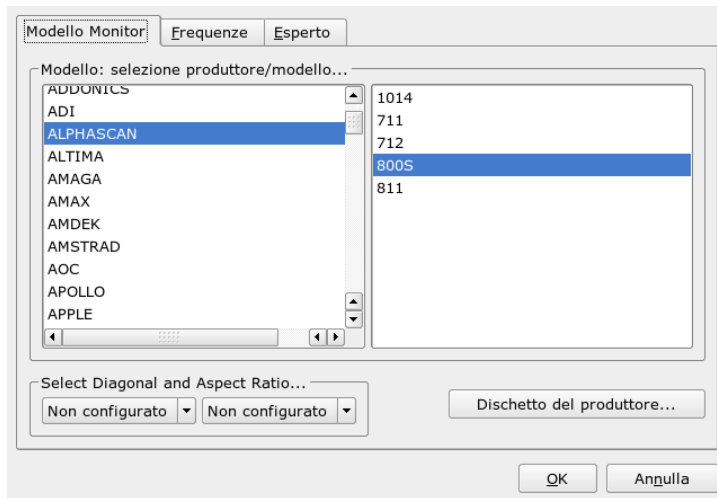 Modello Monitor Frequenze Esperto
Modello: selezione produttore/modello...
ADDONICS
ADI
ALPHASCAN
ALTIMA
AMAGA
AMAX
AMDEK
AMSTRAD
AOC
APOLLO
APPLE
1014
711
712
800S
811
Select Diagonal and Aspect Ratio...
Non configurato Non configurato
Dischetto del produttore...
OK Annulla